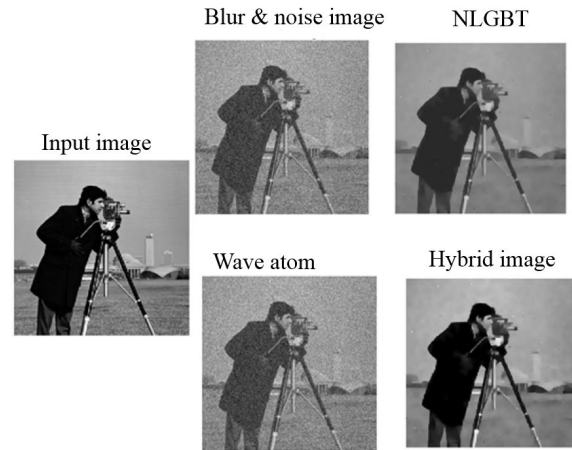 Blur & noise image
NLGBT
Input image
Wave atom
Hybrid image